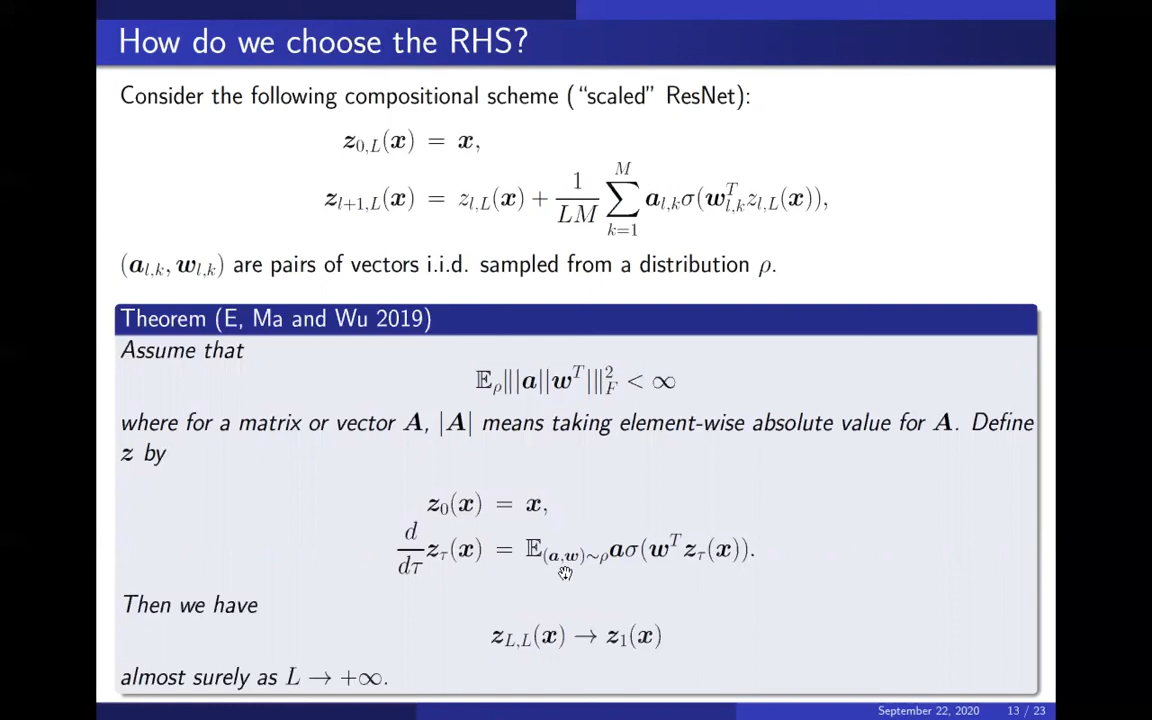 How do we choose the RHS?
Consider the following compositional scheme (“scaled” ResNet):
z_{0,L}(x) = x,
z_{l+1,L}(x) = z_{l,L}(x) + \frac{1}{LM} \sum_{k=1}^{M} a_{l,k}σ(w_{l,k}^T z_{l,L}(x)),
(a_{l,k}, w_{l,k}) are pairs of vectors i.i.d. sampled from a distribution ρ.
Theorem (E, Ma and Wu 2019)
Assume that
𝔼_ρ‖|a||w^T|‖_F^2 < ∞
where for a matrix or vector A, |A| means taking element-wise absolute value for A. Define
z by
z_0(x) = x,
\frac{d}{dτ} z_τ(x) = 𝔼_{(a,w)∼ρ} aσ(w^T z_τ(x)).
Then we have
z_{L,L}(x) → z_1(x)
almost surely as L → +∞.
September 22, 2020 13 / 23